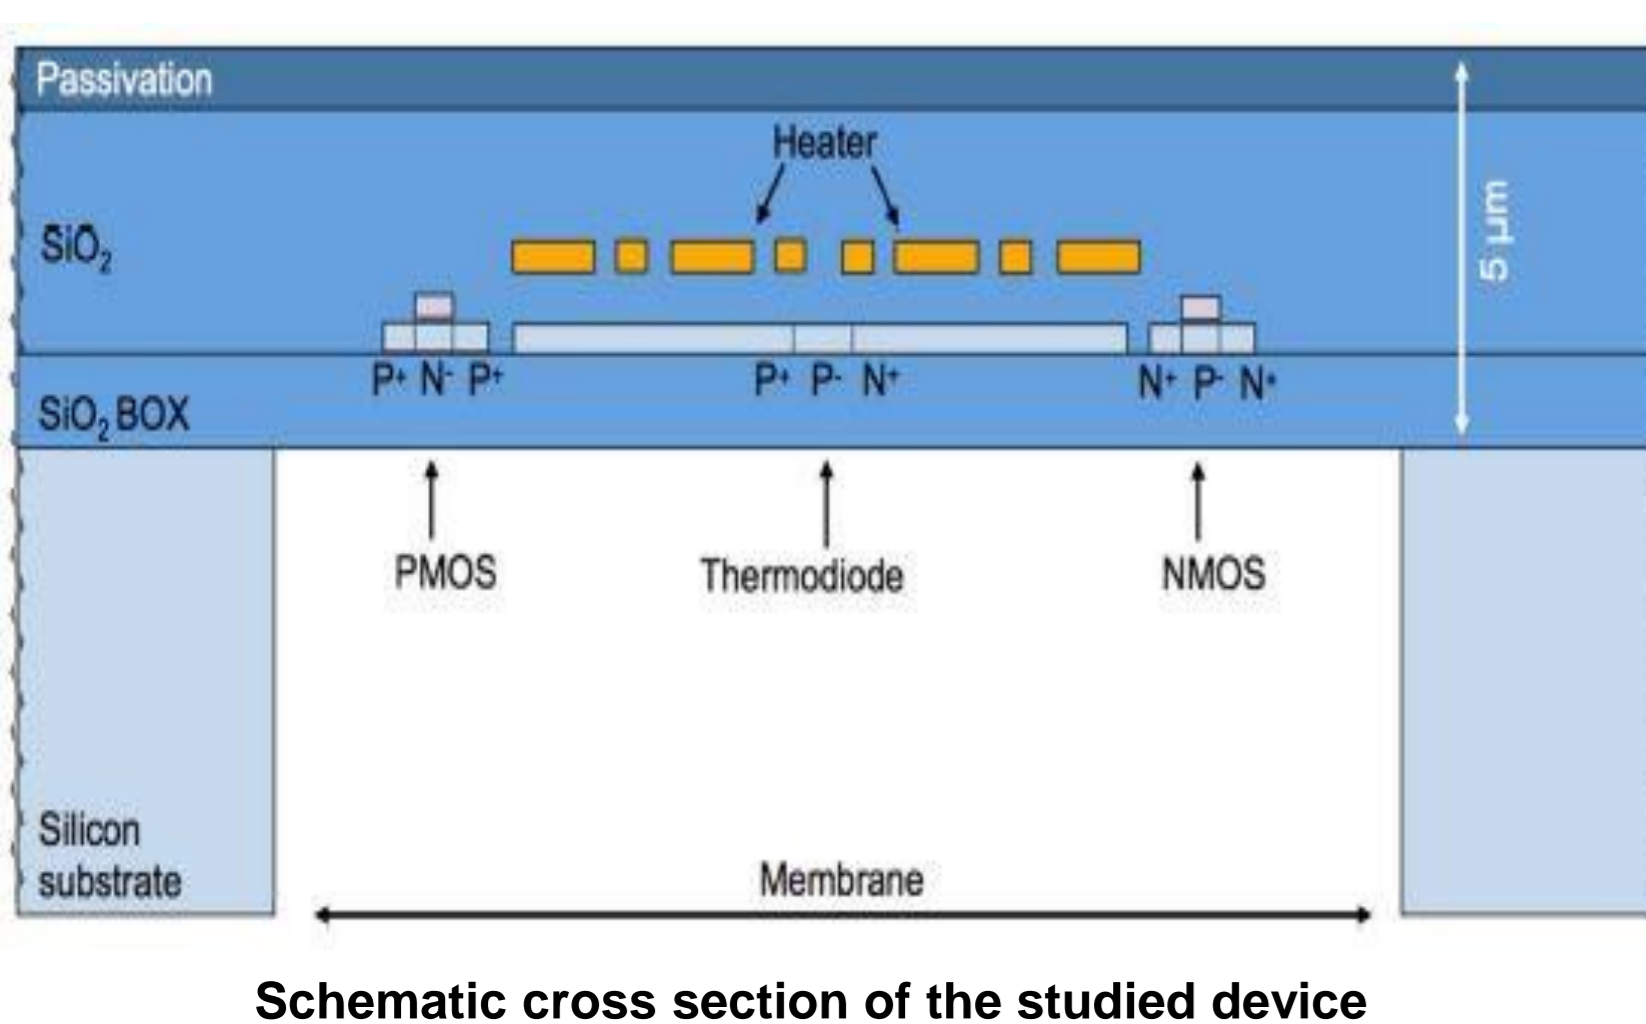 Passivation
Heater
SiO₂
5 µm
P⁺ N⁻ P⁺
P⁺ P⁻ N⁺
N⁺ P⁻ N⁺
SiO₂ BOX
PMOS
Thermodiode
NMOS
Silicon
substrate
Membrane
Schematic cross section of the studied device